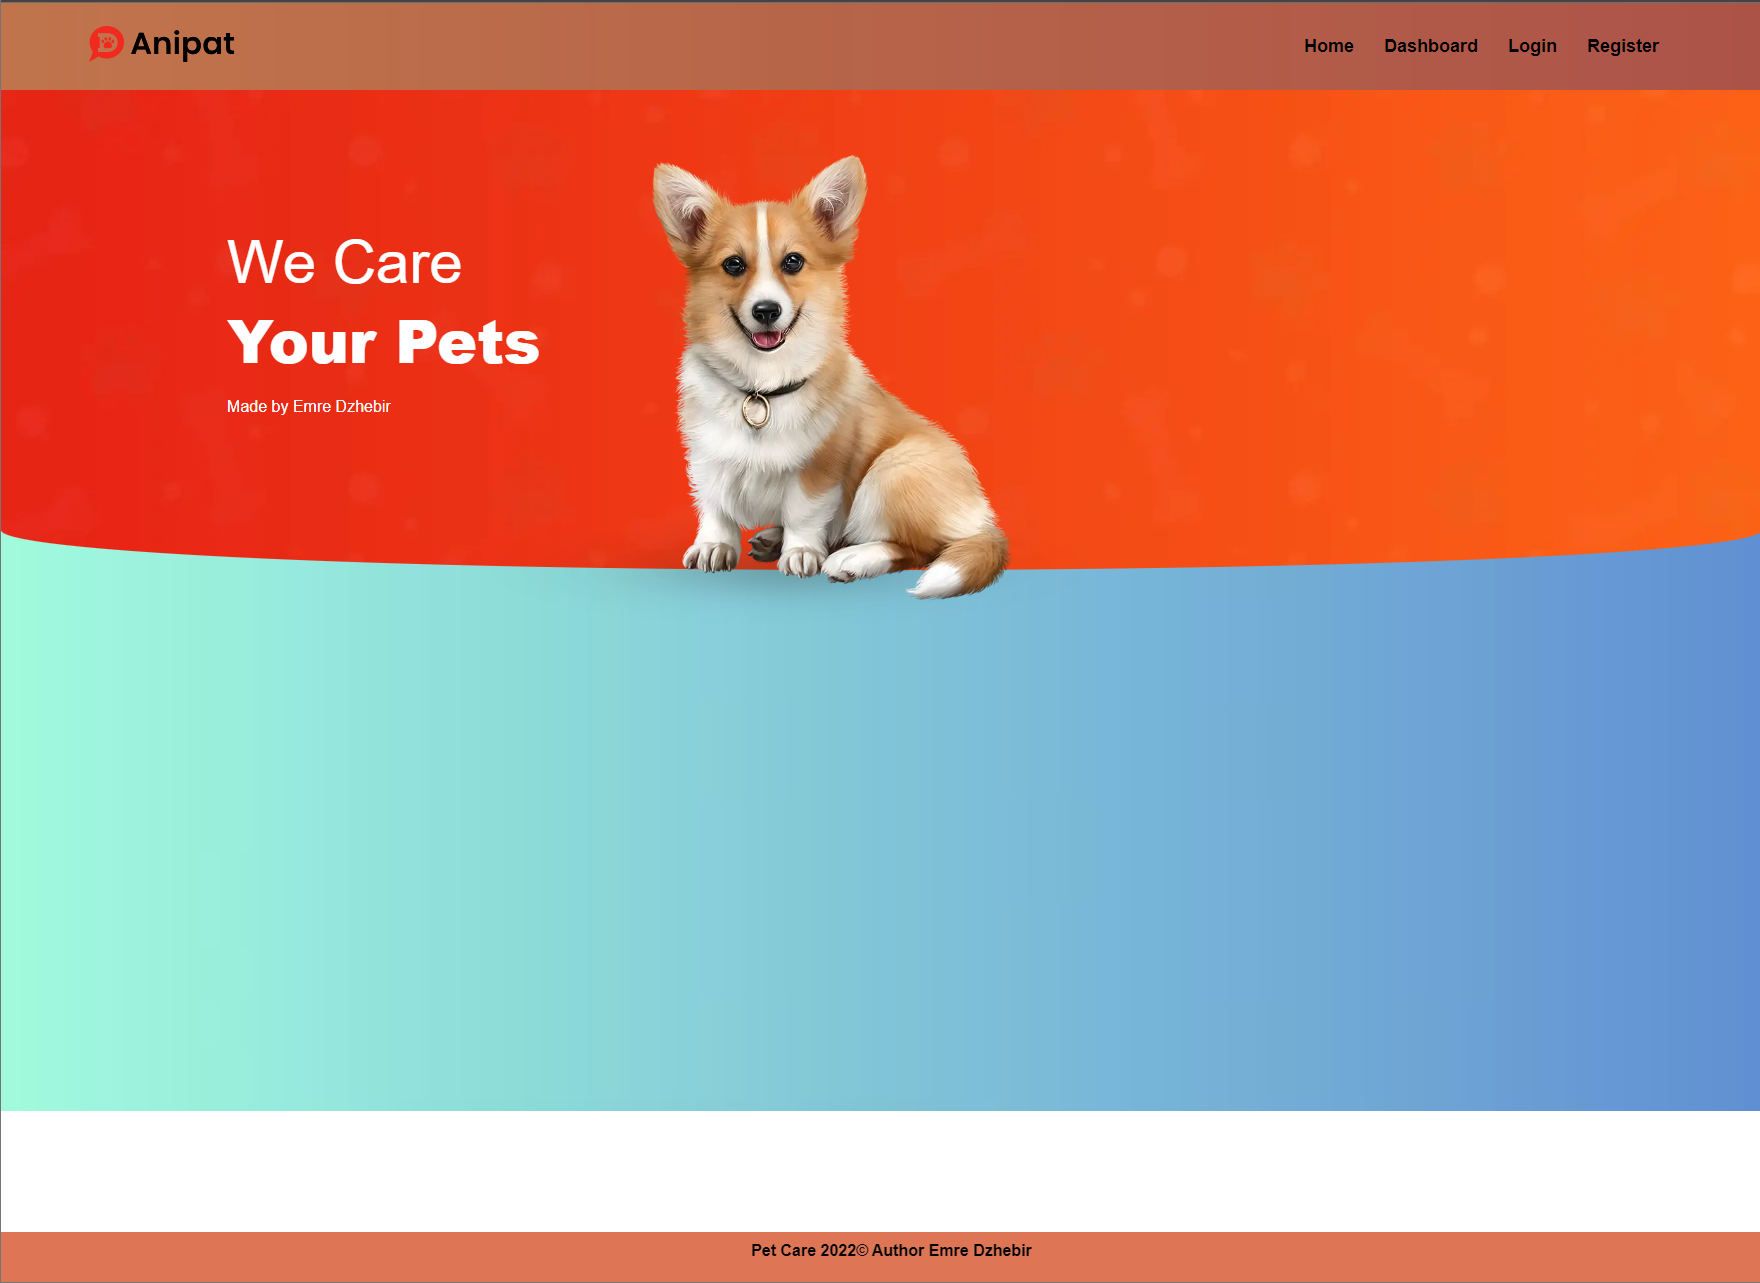 Anipat
Home Dashboard Login Register
We Care
Your Pets
Made by Emre Dzhebir
Pet Care 2022© Author Emre Dzhebir